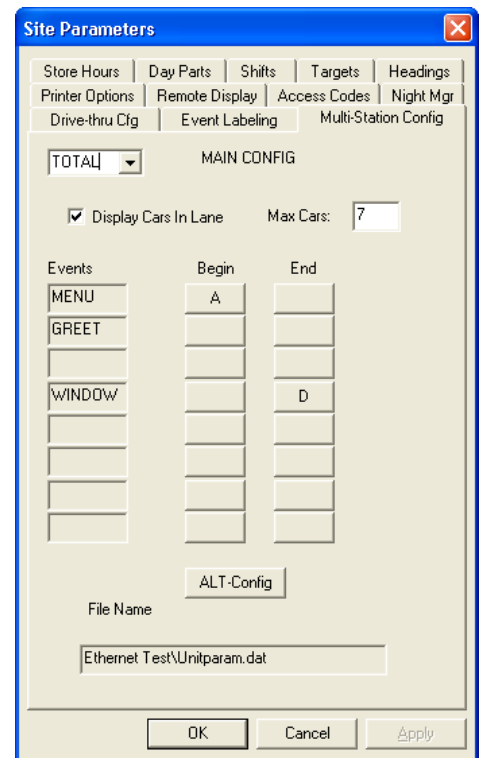 Site Parameters
Store Hours Day Parts Shifts Targets Headings
Printer Options Remote Display Access Codes Night Mgr
Drive-thru Cfg Event Labeling Multi-Station Config
TOTAL MAIN CONFIG
Display Cars In Lane Max Cars: 7
Events Begin End
MENU A
GREET
WINDOW D
ALT-Config
File Name
Ethernet Test\Unitparam.dat
OK Cancel Apply